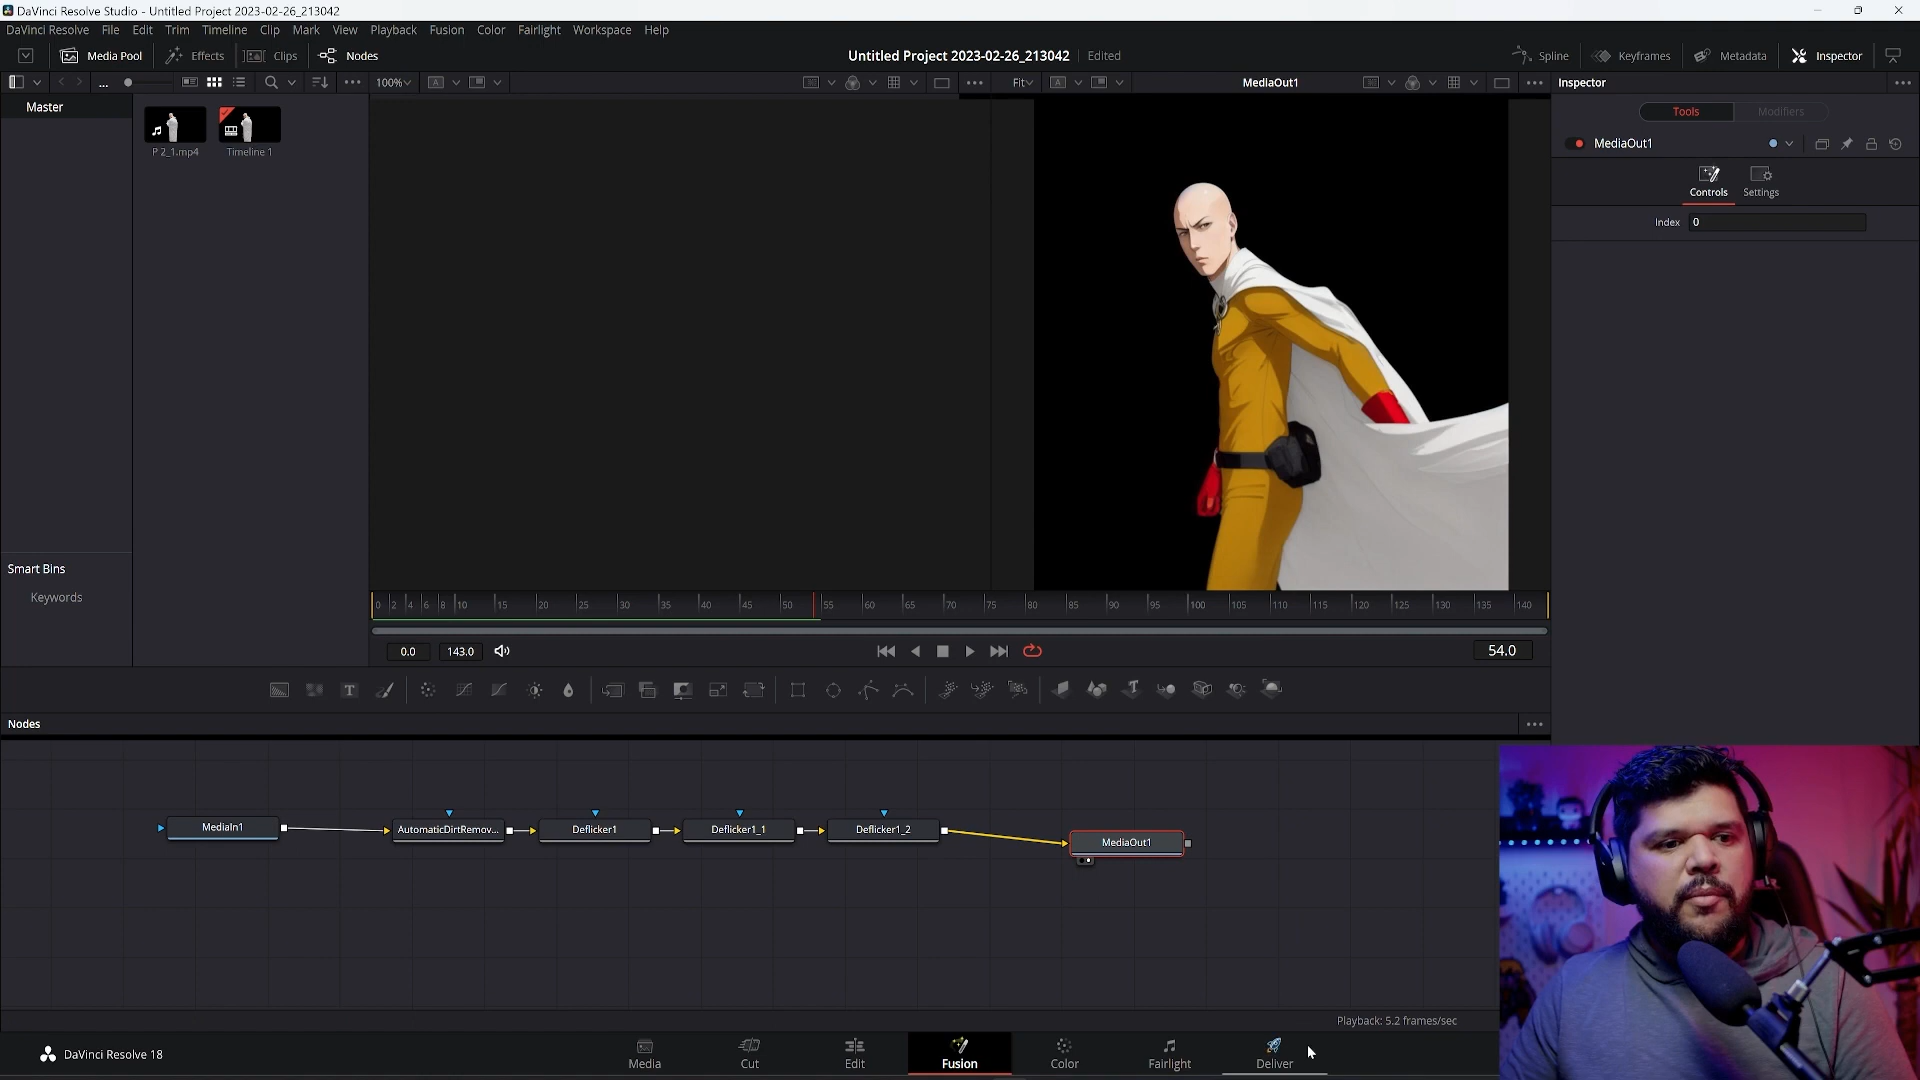 DaVinci Resolve Studio - Untitled Project 2023-02-26_213042
DaVinci Resolve File Edit Trim Timeline Clip Mark View Playback Fusion Color Fairlight Workspace Help
Media Pool Effects Clips Nodes Untitled Project 2023-02-26_213042 Edited Spline Keyframes Metadata Inspector
... 100% Fit MediaOut1 Inspector
Master
Tools Modifiers
P 2_1.mp4 Timeline 1
MediaOut1
Controls Settings
Index 0
Smart Bins
Keywords
0 2 4 6 8 10 15 20 25 30 35 40 45 50 55 60 65 70 75 80 85 90 95 100 105 110 115 120 125 130 135 140
0.0 143.0 54.0
Nodes
MediaIn1 AutomaticDirtRemov... Deflicker1 Deflicker1_1 Deflicker1_2 MediaOut1
Playback: 5.2 frames/sec
DaVinci Resolve 18
Media Cut Edit Fusion Color Fairlight Deliver